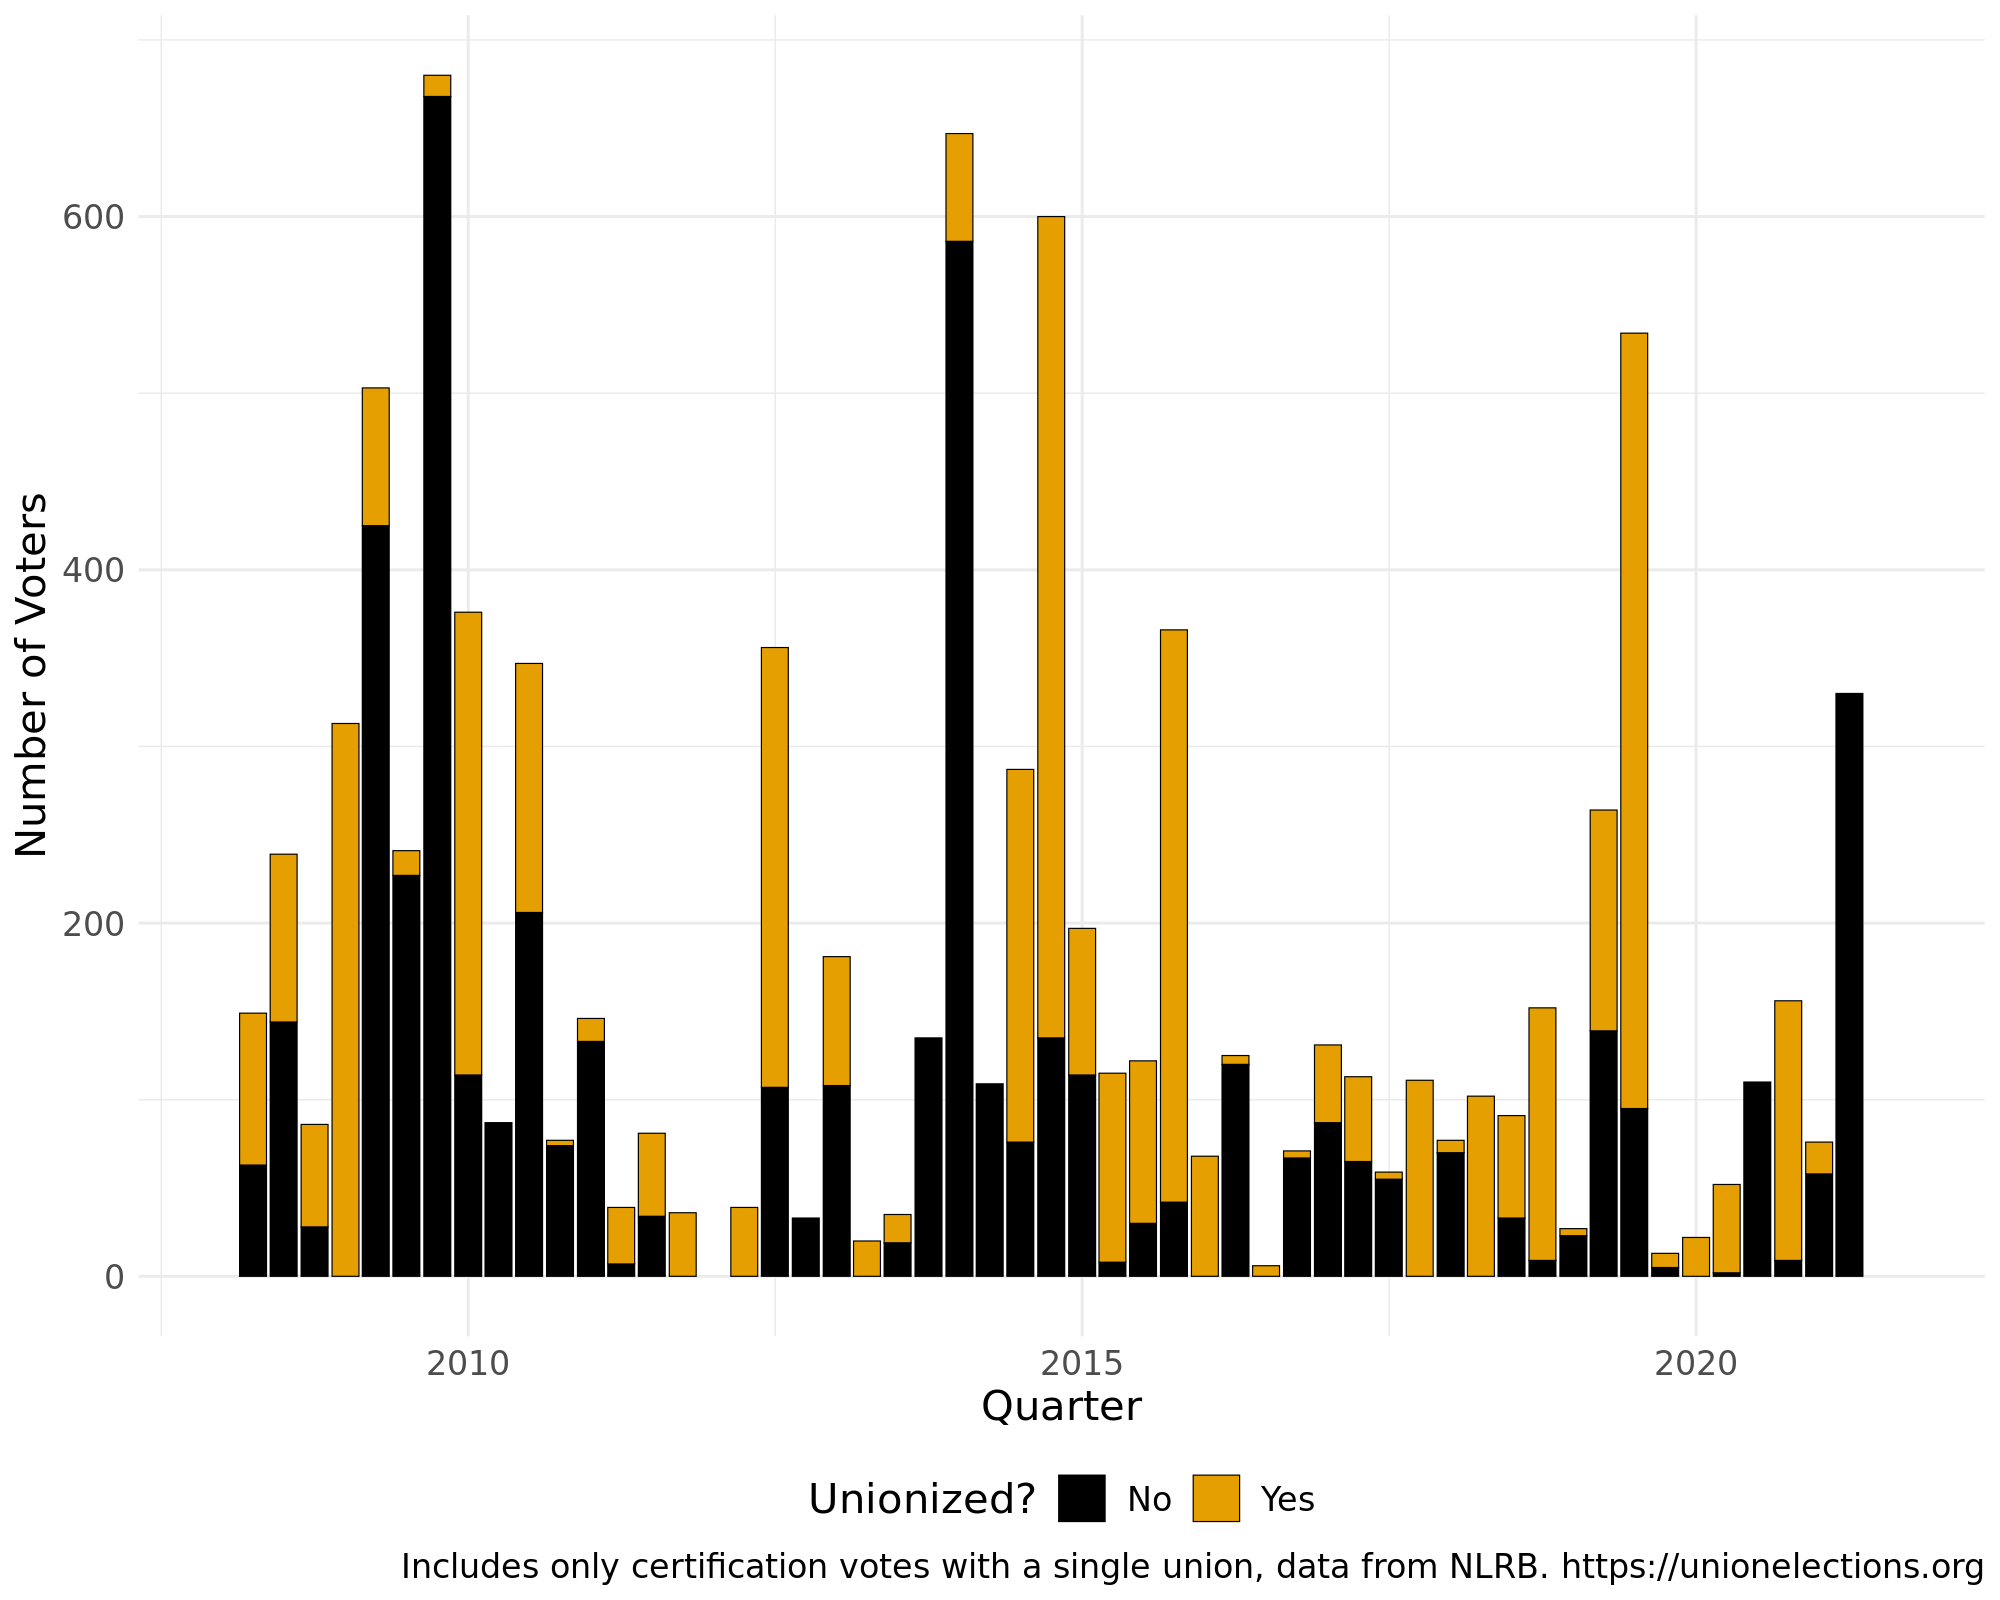 Number of Voters
600
400
200
0
2010 2015 2020
Quarter
Unionized? No Yes
Includes only certification votes with a single union, data from NLRB. https://unionelections.org